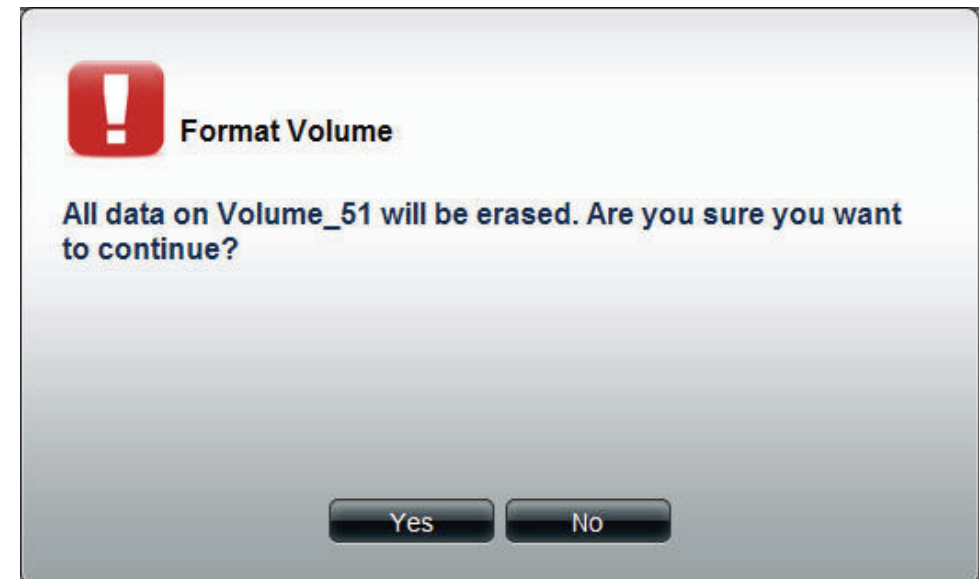 Format Volume
All data on Volume_51 will be erased. Are you sure you want
to continue?
Yes No